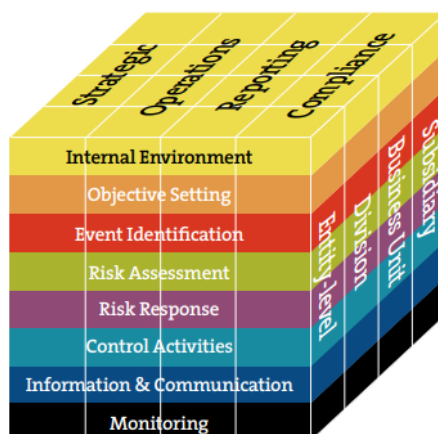 Strategic
Operations
Reporting
Compliance
Internal Environment
Objective Setting
Event Identification
Risk Assessment
Risk Response
Control Activities
Information & Communication
Monitoring
Entity-level
Division
Business Unit
Subsidiary